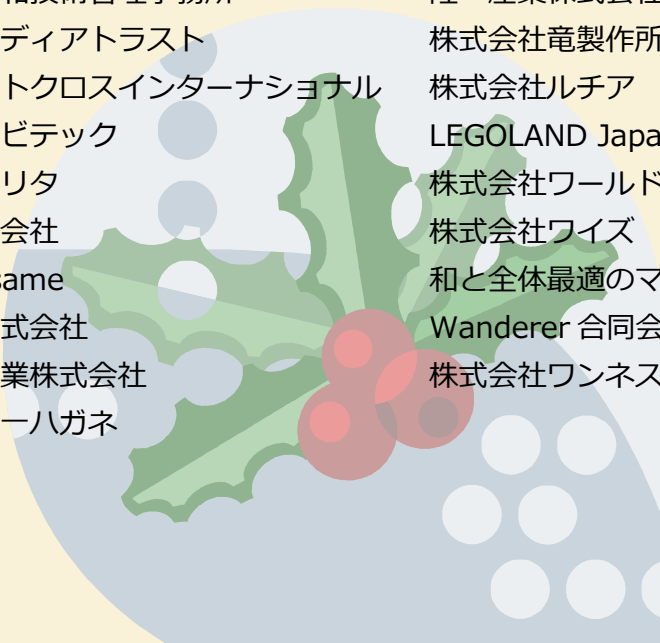 ディアトラスト
トクロスインターナショナル
ビテック
リタ
会社
same
式会社
業株式会社
ーハガネ
株式会社竜製作所
株式会社ルチア
LEGOLAND Japa
株式会社ワールド
株式会社ワイズ
和と全体最適のマ
Wanderer 合同会
株式会社ワンネス